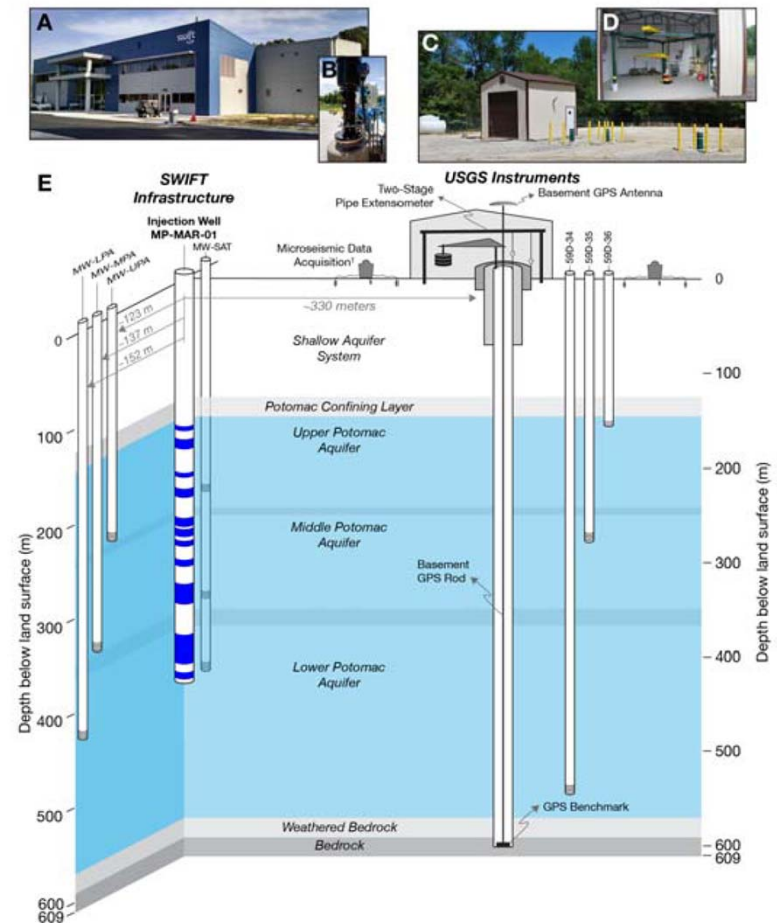 A
swift
B
C
D
E
SWIFT
Infrastructure
USGS Instruments
Injection Well
MP-MAR-01
MW-SAT
MW-LPA
MW-MPA
MW-UPA
Two-Stage
Pipe Extensometer
Basement GPS Antenna
Microseismic Data
Acquisition¹
59D-34
59D-35
59D-36
~330 meters
~123 m
~137 m
~152 m
Shallow Aquifer
System
Potomac Confining Layer
Upper Potomac
Aquifer
Middle Potomac
Aquifer
Basement
GPS Rod
Lower Potomac
Aquifer
GPS Benchmark
Weathered Bedrock
Bedrock
Depth below land surface (m)
0
100
200
300
400
500
600
609
Depth below land surface (m)
0
100
200
300
400
500
600
609